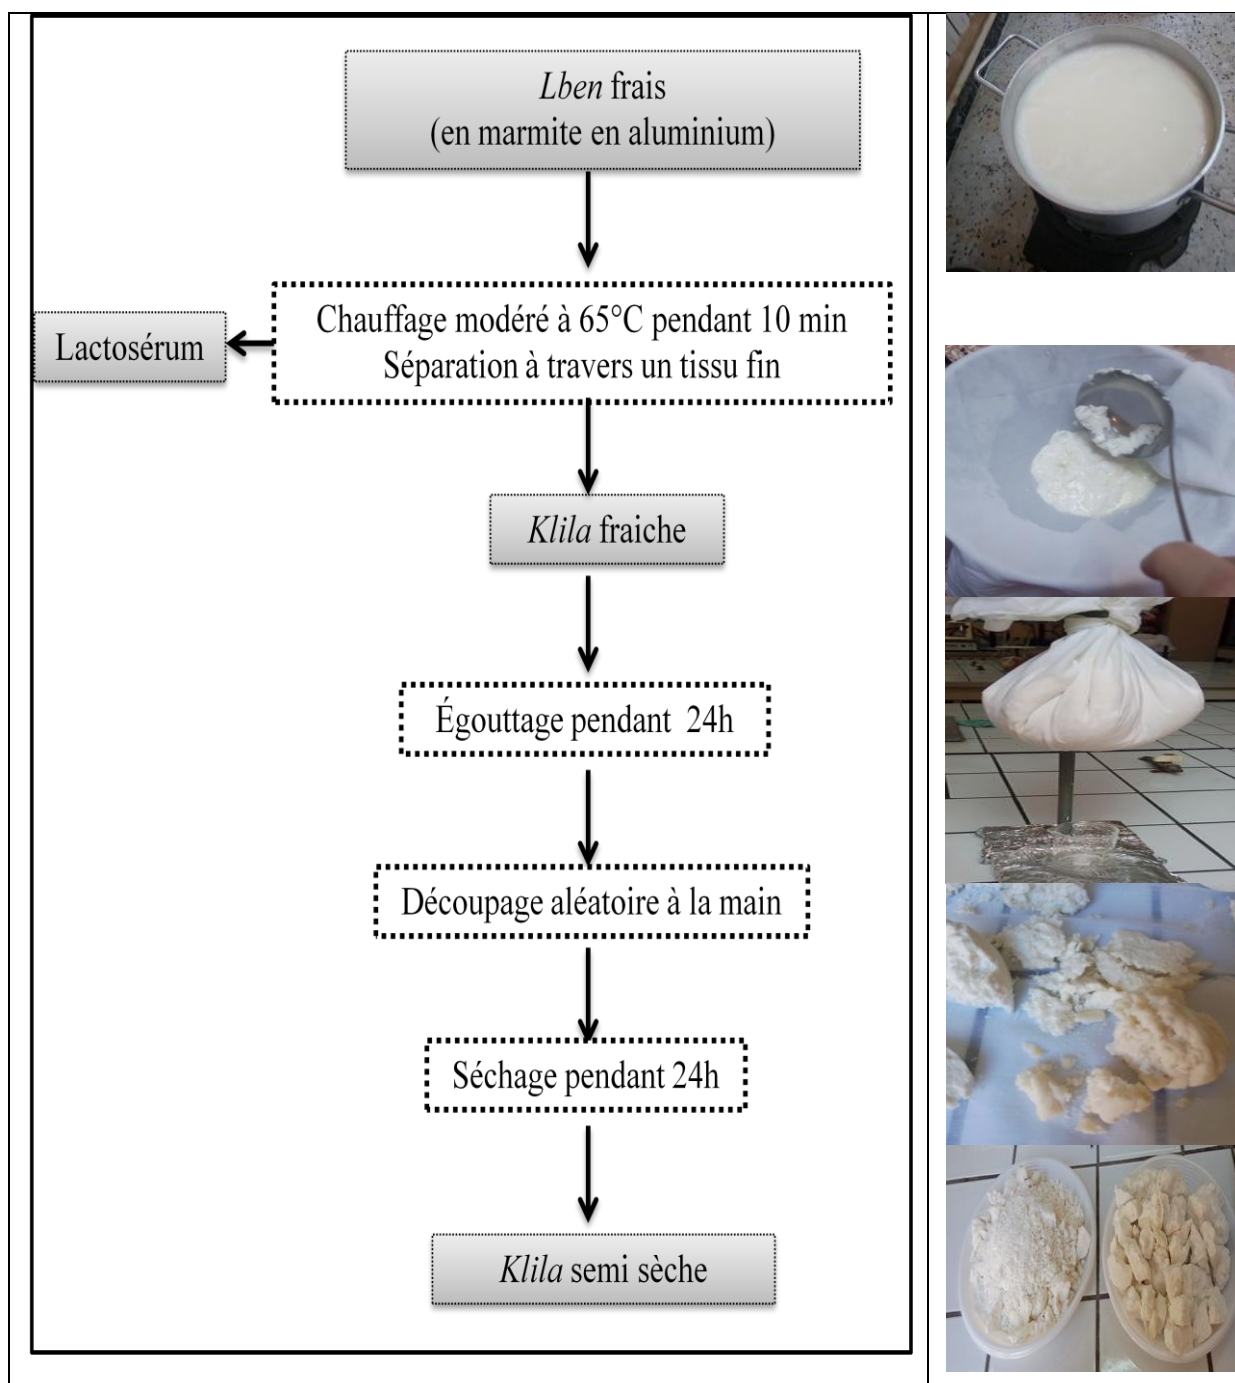 Lben frais
(en marmite en aluminium)
Chauffage modéré à 65°C pendant 10 min
Séparation à travers un tissu fin
Lactosérum
Klila fraiche
Égouttage pendant 24h
Découpage aléatoire à la main
Séchage pendant 24h
Klila semi sèche